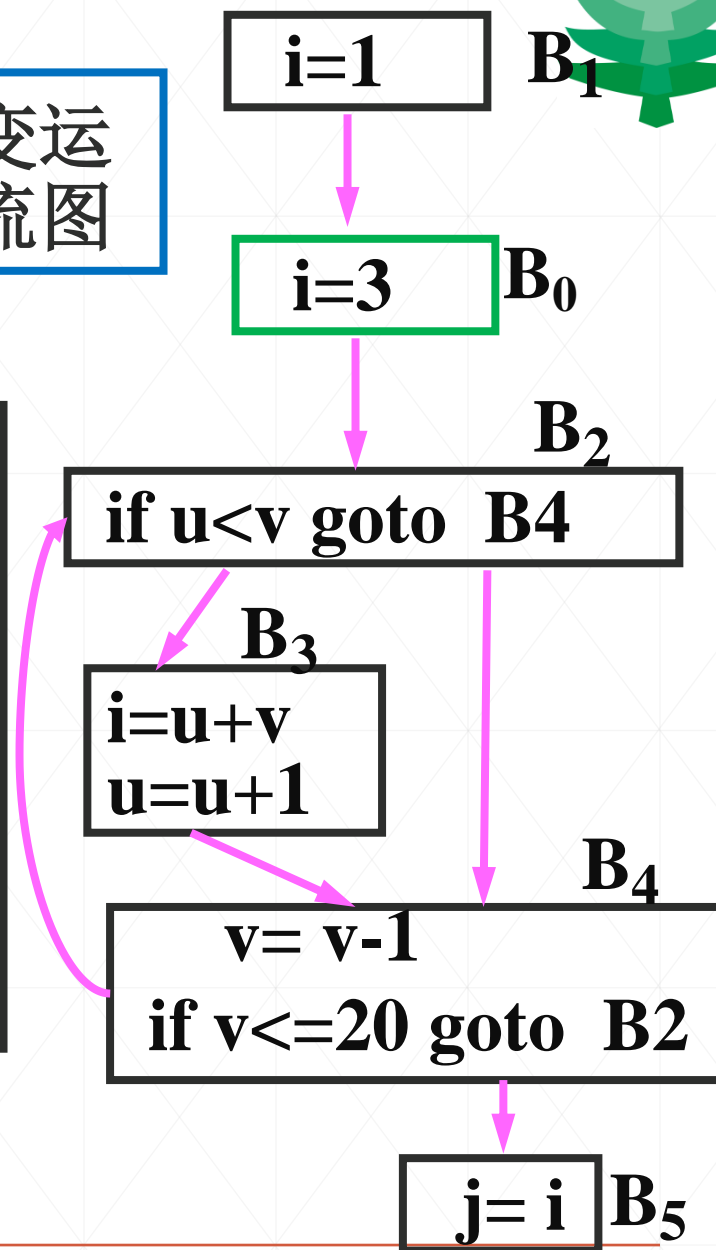 i=1 B₁
变运
流图
i=3 B₀
B₂
if u<v goto B4
B₃
i=u+v
u=u+1
B₄
v= v-1
if v<=20 goto B2
j= i B₅